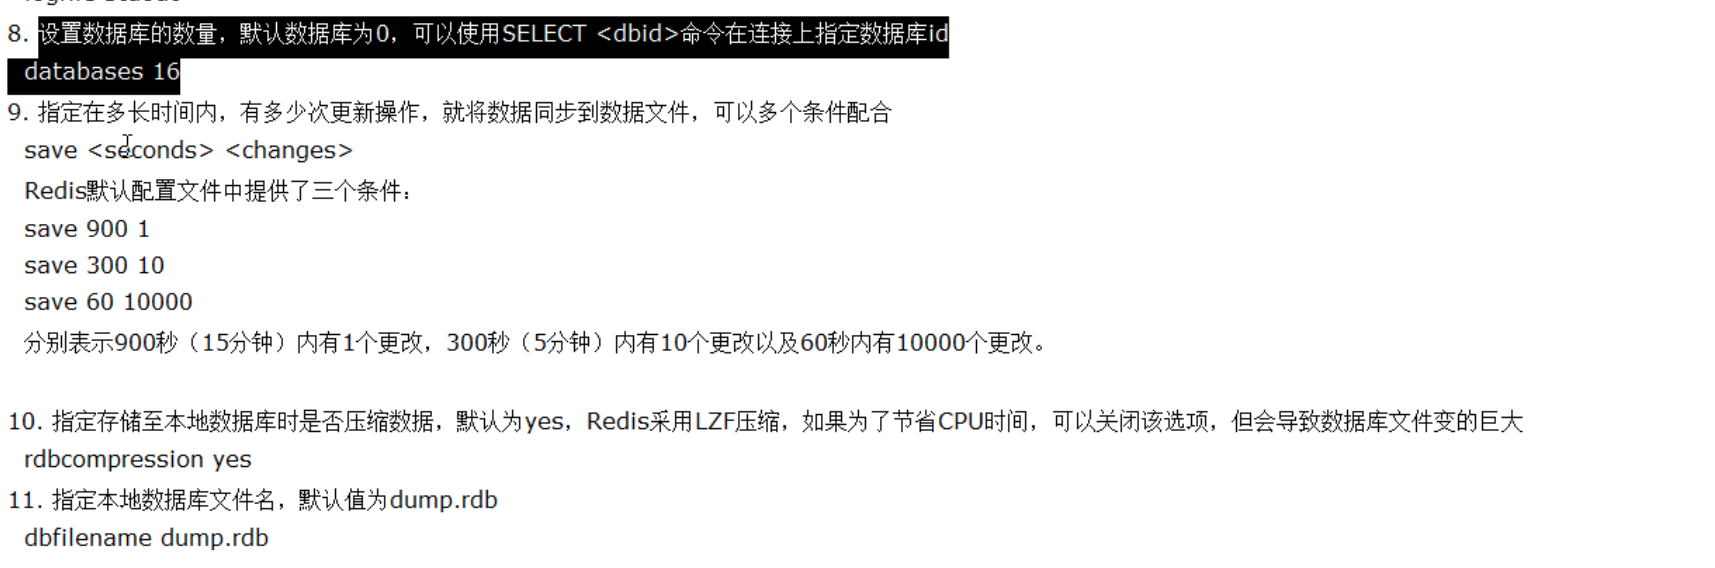 8. 设置数据库的数量，默认数据库为0，可以使用SELECT <dbid>命令在连接上指定数据库id
databases 16
9. 指定在多长时间内，有多少次更新操作，就将数据同步到数据文件，可以多个条件配合
save <seconds> <changes>
Redis默认配置文件中提供了三个条件：
save 900 1
save 300 10
save 60 10000
分别表示900秒（15分钟）内有1个更改，300秒（5分钟）内有10个更改以及60秒内有10000个更改。
10. 指定存储至本地数据库时是否压缩数据，默认为yes，Redis采用LZF压缩，如果为了节省CPU时间，可以关闭该选项，但会导致数据库文件变的巨大
rdbcompression yes
11. 指定本地数据库文件名，默认值为dump.rdb
dbfilename dump.rdb